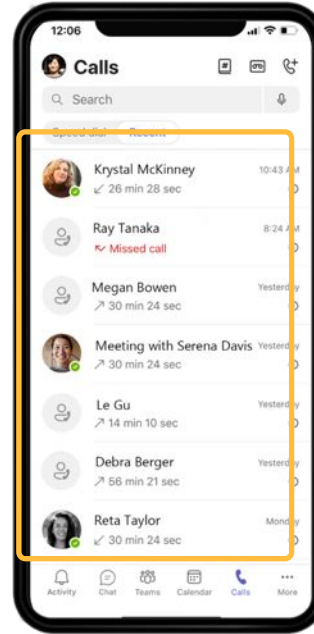 12:06
Calls
Search
Speed dial Recent
Krystal McKinney 10:43 AM
26 min 28 sec
Ray Tanaka 8:24 AM
Missed call
Megan Bowen Yesterday
30 min 24 sec
Meeting with Serena Davis Yesterday
30 min 24 sec
Le Gu Yesterday
14 min 10 sec
Debra Berger Yesterday
56 min 21 sec
Reta Taylor Monday
30 min 24 sec
Activity Chat Teams Calendar Calls More